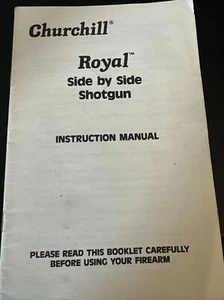 Churchill®
Royal™
Side by Side
Shotgun
INSTRUCTION MANUAL
PLEASE READ THIS BOOKLET CAREFULLY
BEFORE USING YOUR FIREARM